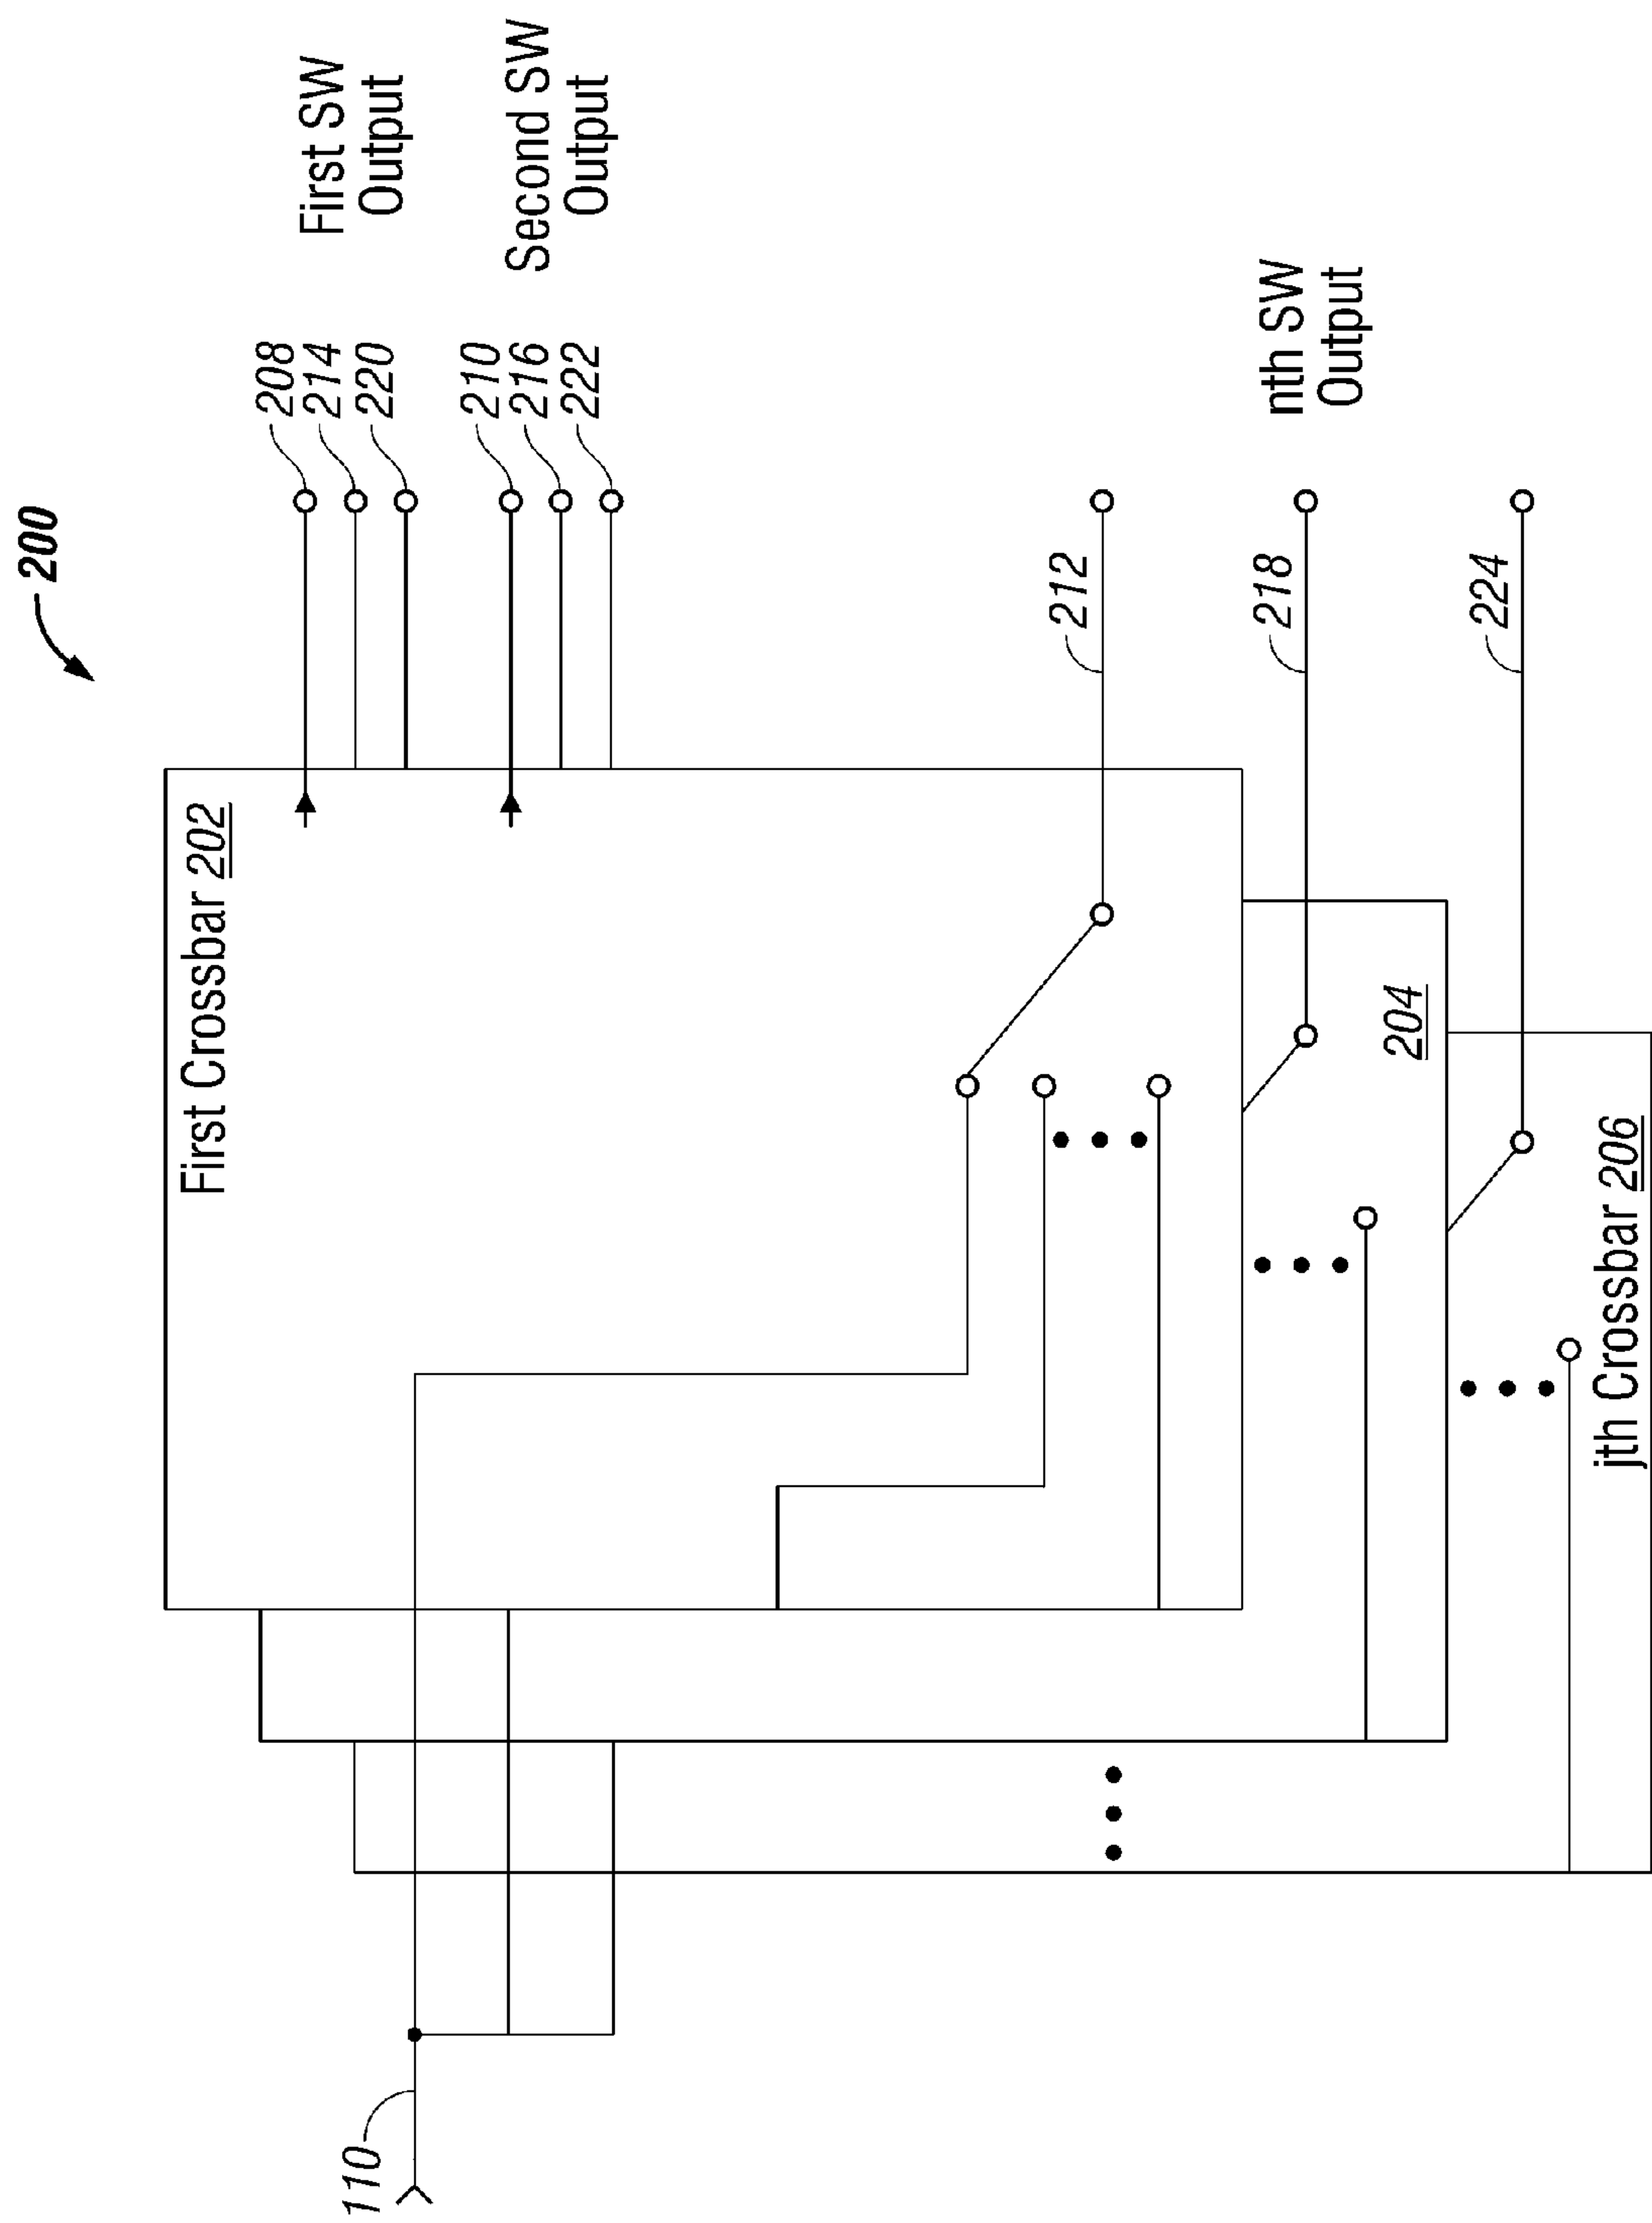 200
First SW
Output
Second SW
Output
nth SW
Output
208
214
220
210
216
222
212
218
224
First Crossbar 202
204
jth Crossbar 206
110